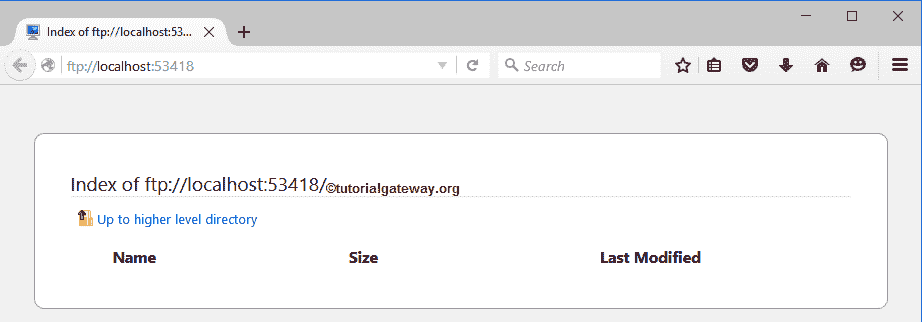 Index of ftp://localhost:53...
ftp://localhost:53418
Search
Index of ftp://localhost:53418/©tutorialgateway.org
Up to higher level directory
Name Size Last Modified